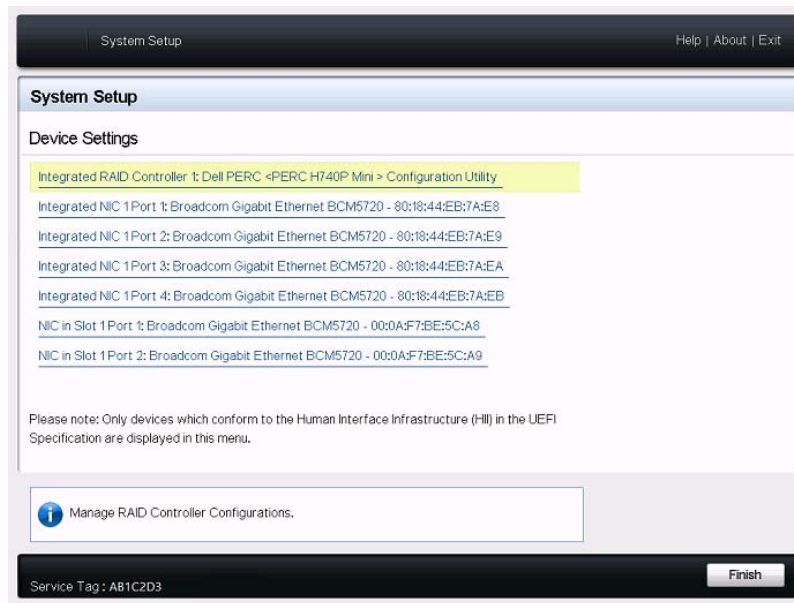 System Setup
Help | About | Exit
System Setup
Device Settings
Integrated RAID Controller 1: Dell PERC <PERC H740P Mini > Configuration Utility
Integrated NIC 1 Port 1: Broadcom Gigabit Ethernet BCM5720 - 80:18:44:EB:7A:E8
Integrated NIC 1 Port 2: Broadcom Gigabit Ethernet BCM5720 - 80:18:44:EB:7A:E9
Integrated NIC 1 Port 3: Broadcom Gigabit Ethernet BCM5720 - 80:18:44:EB:7A:EA
Integrated NIC 1 Port 4: Broadcom Gigabit Ethernet BCM5720 - 80:18:44:EB:7A:EB
NIC in Slot 1 Port 1: Broadcom Gigabit Ethernet BCM5720 - 00:0A:F7:BE:5C:A8
NIC in Slot 1 Port 2: Broadcom Gigabit Ethernet BCM5720 - 00:0A:F7:BE:5C:A9
Please note: Only devices which conform to the Human Interface Infrastructure (HII) in the UEFI
Specification are displayed in this menu.
Manage RAID Controller Configurations.
Service Tag : AB1C2D3
Finish